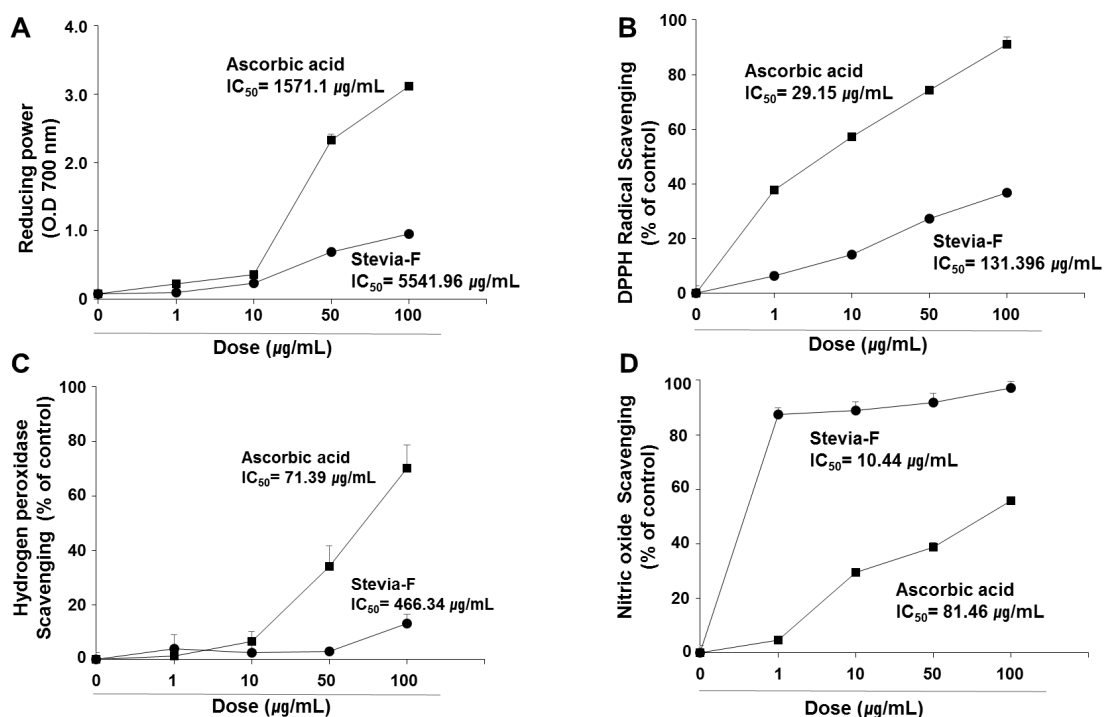 A
Reducing power
(O.D 700 nm)
4.0
3.0
2.0
1.0
0
Ascorbic acid
IC50= 1571.1 µg/mL
Stevia-F
IC50= 5541.96 µg/mL
0 1 10 50 100
Dose (µg/mL)
B
DPPH Radical Scavenging
(% of control)
100
80
60
40
20
0
Ascorbic acid
IC50= 29.15 µg/mL
Stevia-F
IC50= 131.396 µg/mL
0 1 10 50 100
Dose (µg/mL)
C
Hydrogen peroxidase
Scavenging (% of control)
100
80
60
40
20
0
Ascorbic acid
IC50= 71.39 µg/mL
Stevia-F
IC50= 466.34 µg/mL
0 1 10 50 100
Dose (µg/mL)
D
Nitric oxide Scavenging
(% of control)
100
80
60
40
20
0
Stevia-F
IC50= 10.44 µg/mL
Ascorbic acid
IC50= 81.46 µg/mL
0 1 10 50 100
Dose (µg/mL)